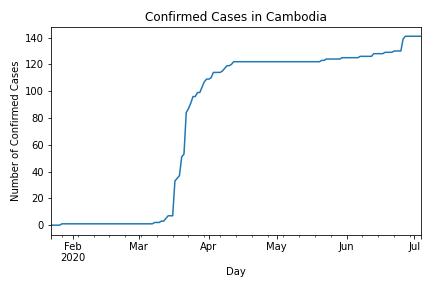 Confirmed Cases in Cambodia
Number of Confirmed Cases
140
120
100
80
60
40
20
0
Feb Mar Apr May Jun Jul
2020
Day